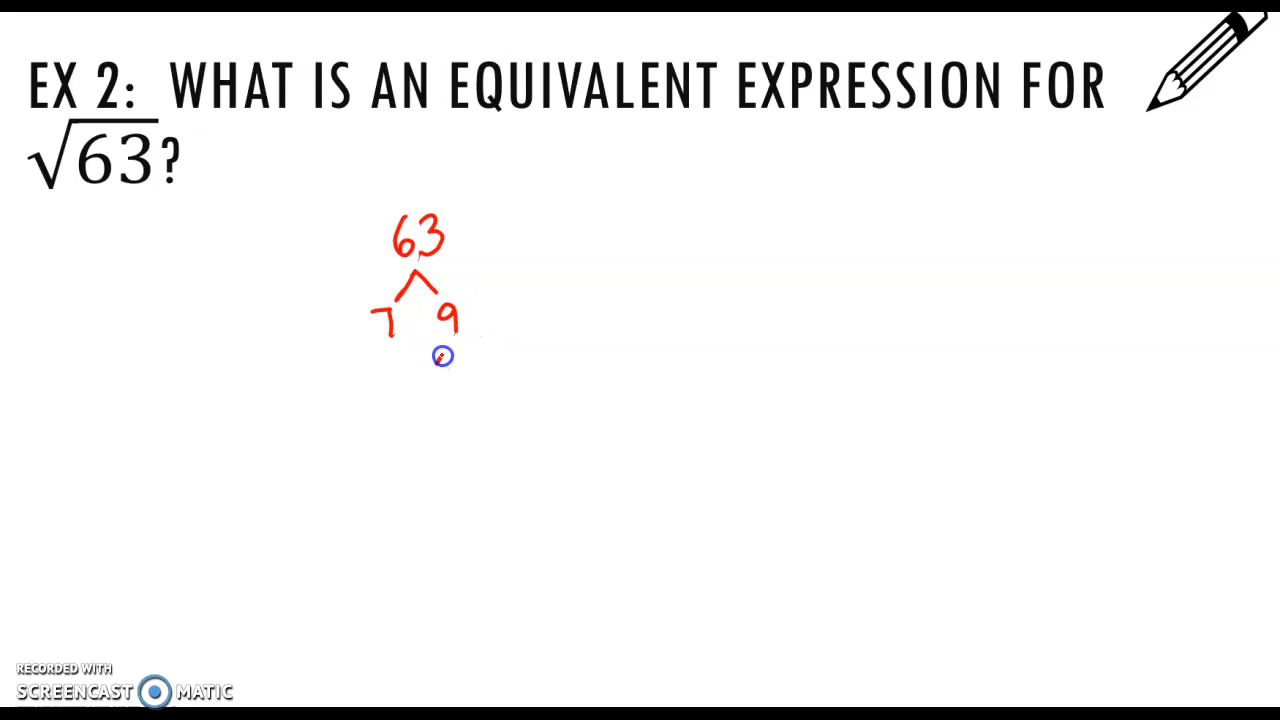 EX 2: WHAT IS AN EQUIVALENT EXPRESSION FOR
√63?
63
7 9
RECORDED WITH
SCREENCAST MATIC